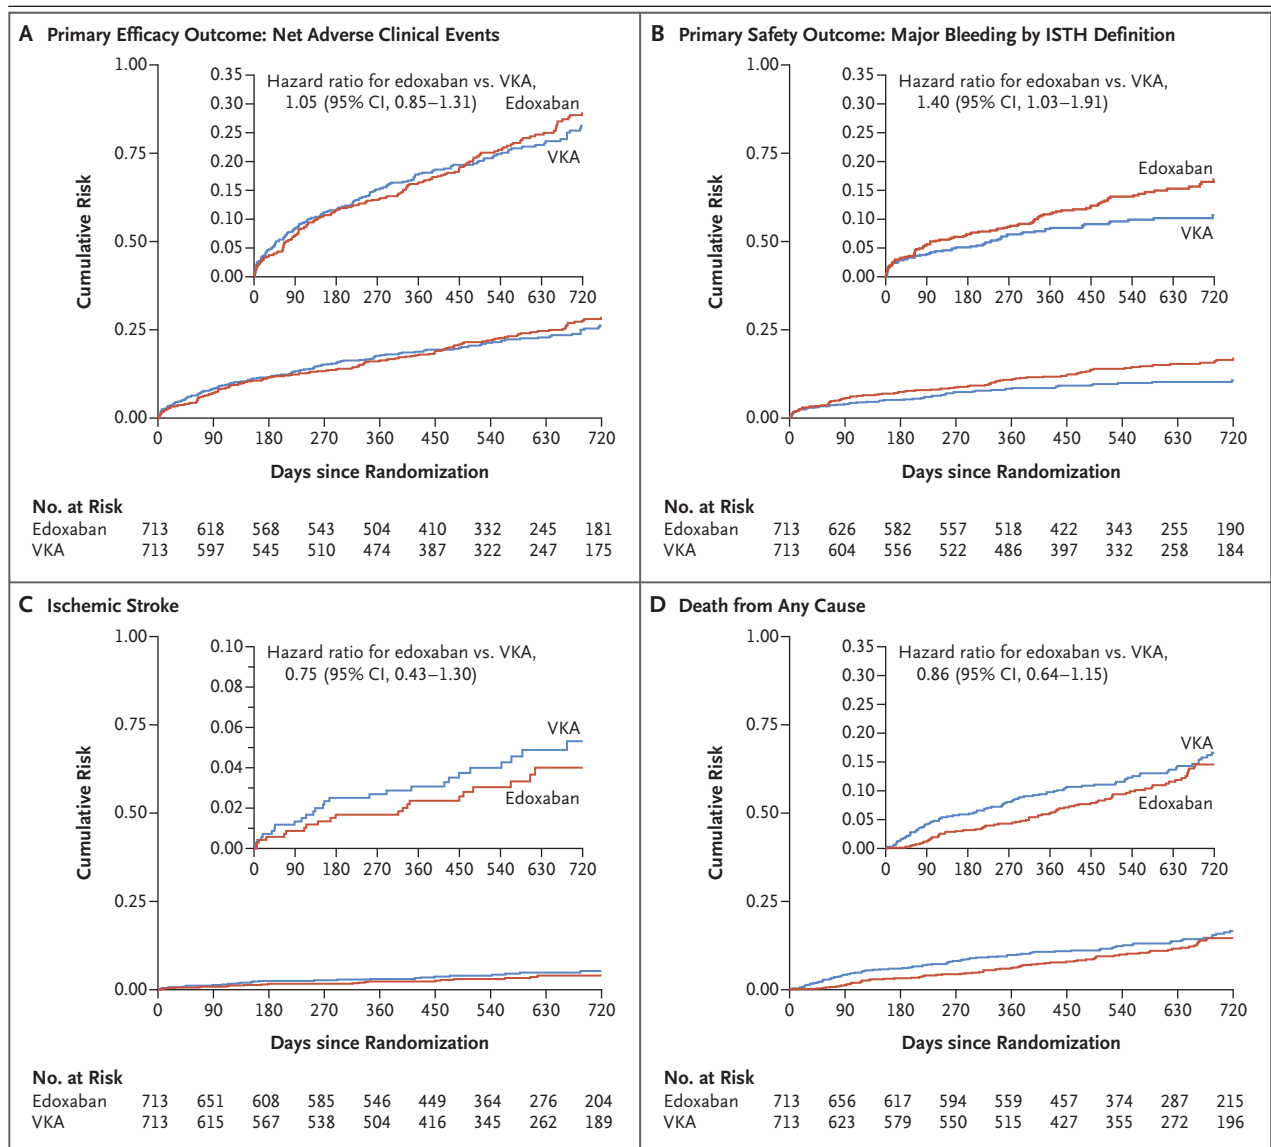 A Primary Efficacy Outcome: Net Adverse Clinical Events
Cumulative Risk
1.00
0.75
0.50
0.25
0.00
0 90 180 270 360 450 540 630 720
Days since Randomization
0.35
0.30
0.25
0.20
0.15
0.10
0.05
0.00
0 90 180 270 360 450 540 630 720
Hazard ratio for edoxaban vs. VKA,
1.05 (95% CI, 0.85–1.31)
Edoxaban
VKA
No. at Risk
Edoxaban 713 618 568 543 504 410 332 245 181
VKA 713 597 545 510 474 387 322 247 175
B Primary Safety Outcome: Major Bleeding by ISTH Definition
Cumulative Risk
1.00
0.75
0.50
0.25
0.00
0 90 180 270 360 450 540 630 720
Days since Randomization
0.35
0.30
0.25
0.20
0.15
0.10
0.05
0.00
0 90 180 270 360 450 540 630 720
Hazard ratio for edoxaban vs. VKA,
1.40 (95% CI, 1.03–1.91)
Edoxaban
VKA
No. at Risk
Edoxaban 713 626 582 557 518 422 343 255 190
VKA 713 604 556 522 486 397 332 258 184
C Ischemic Stroke
Cumulative Risk
1.00
0.75
0.50
0.25
0.00
0 90 180 270 360 450 540 630 720
Days since Randomization
0.10
0.08
0.06
0.04
0.02
0.00
0 90 180 270 360 450 540 630 720
Hazard ratio for edoxaban vs. VKA,
0.75 (95% CI, 0.43–1.30)
VKA
Edoxaban
No. at Risk
Edoxaban 713 651 608 585 546 449 364 276 204
VKA 713 615 567 538 504 416 345 262 189
D Death from Any Cause
Cumulative Risk
1.00
0.75
0.50
0.25
0.00
0 90 180 270 360 450 540 630 720
Days since Randomization
0.35
0.30
0.25
0.20
0.15
0.10
0.05
0.00
0 90 180 270 360 450 540 630 720
Hazard ratio for edoxaban vs. VKA,
0.86 (95% CI, 0.64–1.15)
VKA
Edoxaban
No. at Risk
Edoxaban 713 656 617 594 559 457 374 287 215
VKA 713 623 579 550 515 427 355 272 196